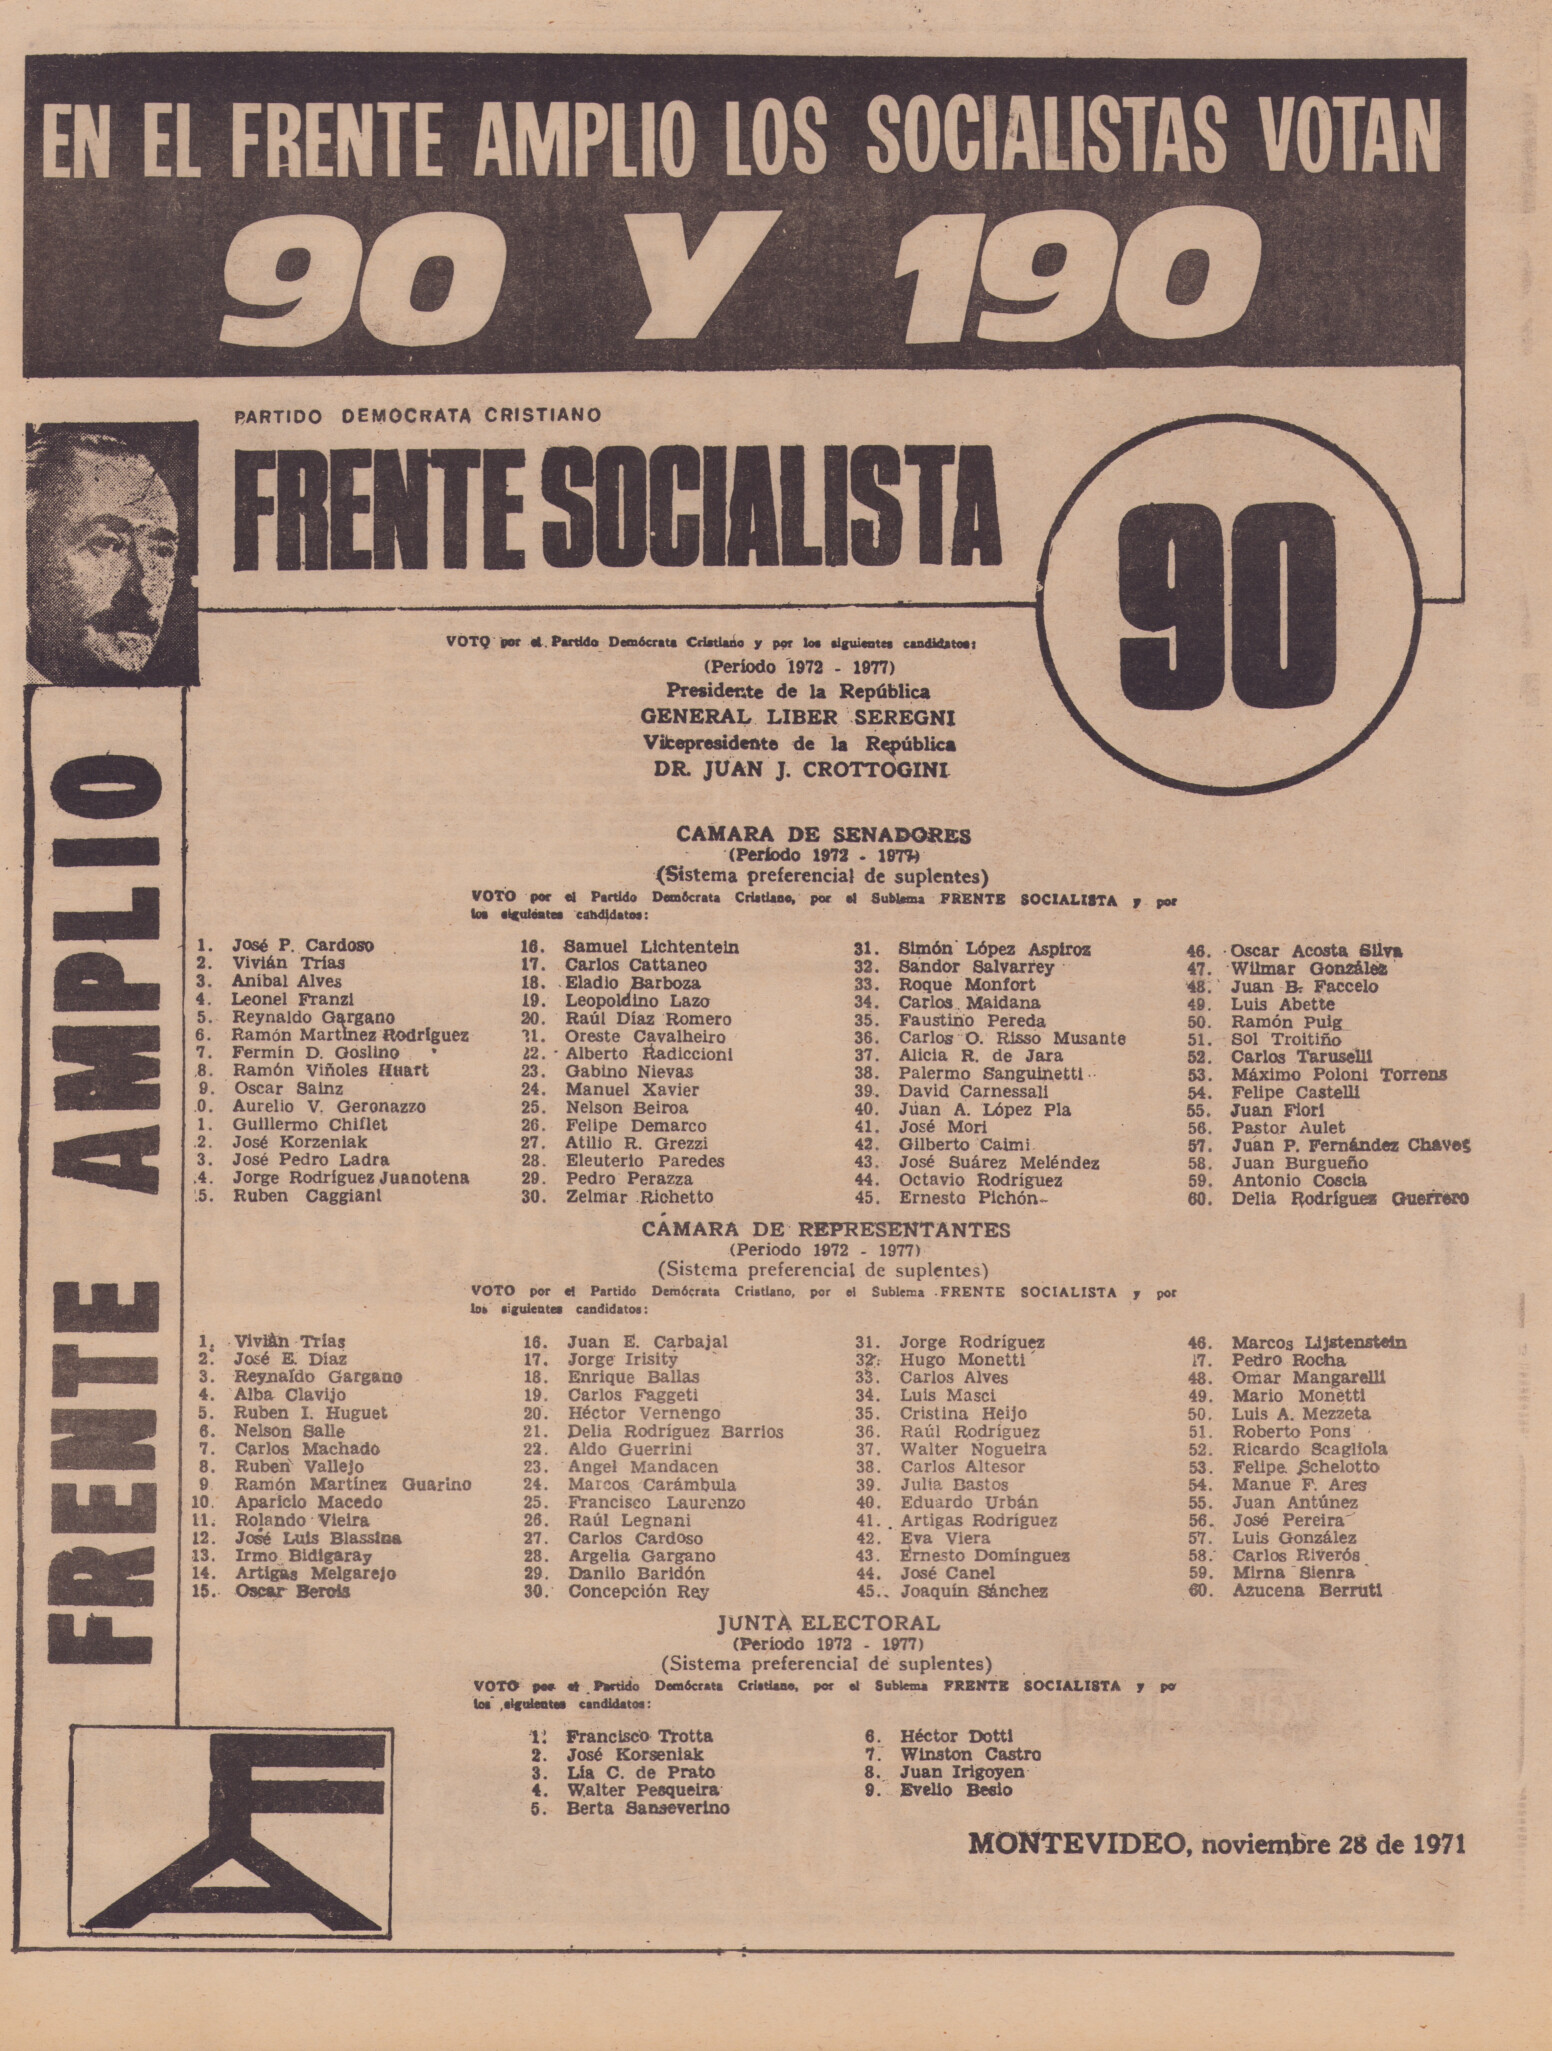 EN EL FRENTE AMPLIO LOS SOCIALISTAS VOTAN
90 Y 190
PARTIDO DEMOCRATA CRISTIANO
FRENTE SOCIALISTA
90
VOTO por el Partido Demócrata Cristiano y por los siguientes candidatos:
(Período 1972 - 1977)
Presidente de la República
GENERAL LIBER SEREGNI
Vicepresidente de la República
DR. JUAN J. CROTTOGINI
CAMARA DE SENADORES
(Período 1972 - 1977)
(Sistema preferencial de suplentes)
VOTO por el Partido Demócrata Cristiano, por el Sublema FRENTE SOCIALISTA y por
los siguientes candidatos:
1. José P. Cardoso
2. Vivián Trías
3. Anibal Alves
4. Leonel Franzi
5. Reynaldo Gargano
6. Ramón Martínez Rodríguez
7. Fermín D. Goslino
8. Ramón Viñoles Huart
9. Oscar Sainz
0. Aurelio V. Geronazzo
1. Guillermo Chiflet
2. José Korzeniak
3. José Pedro Ladra
4. Jorge Rodríguez Juanotena
5. Ruben Caggiani
16. Samuel Lichtentein
17. Carlos Cattaneo
18. Eladio Barboza
19. Leopoldino Lazo
20. Raúl Díaz Romero
21. Oreste Cavalheiro
22. Alberto Radiccioni
23. Gabino Nievas
24. Manuel Xavier
25. Nelson Beiroa
26. Felipe Demarco
27. Atilio R. Grezzi
28. Eleuterio Paredes
29. Pedro Perazza
30. Zelmar Richetto
31. Simón López Aspiroz
32. Sandor Salvarrey
33. Roque Monfort
34. Carlos Maidana
35. Faustino Pereda
36. Carlos O. Risso Musante
37. Alicia R. de Jara
38. Palermo Sanguinetti
39. David Carnessali
40. Juan A. López Pla
41. José Mori
42. Gilberto Caimi
43. José Suárez Meléndez
44. Octavio Rodriguez
45. Ernesto Pichón
46. Oscar Acosta Silva
47. Wilmar González
48. Juan B. Faccelo
49. Luis Abette
50. Ramón Puig
51. Sol Troitiño
52. Carlos Taruselli
53. Máximo Poloni Torrens
54. Felipe Castelli
55. Juan Fiori
56. Pastor Aulet
57. Juan P. Fernández Chaves
58. Juan Burgueño
59. Antonio Coscia
60. Delia Rodríguez Guerrero
CÁMARA DE REPRESENTANTES
(Período 1972 - 1977)
(Sistema preferencial de suplentes)
VOTO por el Partido Demócrata Cristiano, por el Sublema FRENTE SOCIALISTA y por
los siguientes candidatos:
1. Vivián Trías
2. José E. Díaz
3. Reynaldo Gargano
4. Alba Clavijo
5. Ruben I. Huguet
6. Nelson Salle
7. Carlos Machado
8. Ruben Vallejo
9. Ramón Martínez Guarino
10. Aparicio Macedo
11. Rolando Vieira
12. José Luis Blassina
13. Irmo Bidigaray
14. Artigas Melgarejo
15. Oscar Berois
16. Juan E. Carbajal
17. Jorge Irisity
18. Enrique Ballas
19. Carlos Faggeti
20. Héctor Vernengo
21. Delia Rodríguez Barrios
22. Aldo Guerrini
23. Angel Mandacen
24. Marcos Carámbula
25. Francisco Laurenzo
26. Raúl Legnani
27. Carlos Cardoso
28. Argelia Gargano
29. Danilo Baridón
30. Concepción Rey
31. Jorge Rodríguez
32. Hugo Monetti
33. Carlos Alves
34. Luis Masci
35. Cristina Heijo
36. Raúl Rodríguez
37. Walter Nogueira
38. Carlos Altesor
39. Julia Bastos
40. Eduardo Urbán
41. Artigas Rodríguez
42. Eva Viera
43. Ernesto Domínguez
44. José Canel
45. Joaquín Sánchez
46. Marcos Lijstenstein
17. Pedro Rocha
48. Omar Mangarelli
49. Mario Monetti
50. Luis A. Mezzeta
51. Roberto Pons
52. Ricardo Scagliola
53. Felipe Schelotto
54. Manue F. Ares
55. Juan Antúnez
56. José Pereira
57. Luis González
58. Carlos Riverós
59. Mirna Sienra
60. Azucena Berruti
JUNTA ELECTORAL
(Período 1972 - 1977)
(Sistema preferencial de suplentes)
VOTO por el Partido Demócrata Cristiano, por el Sublema FRENTE SOCIALISTA y po
los siguientes candidatos:
1. Francisco Trotta
2. José Korseniak
3. Lía C. de Prato
4. Walter Pesqueira
5. Berta Sanseverino
6. Héctor Dotti
7. Winston Castro
8. Juan Irigoyen
9. Evelio Besio
MONTEVIDEO, noviembre 28 de 1971
FRENTE AMPLIO
FA